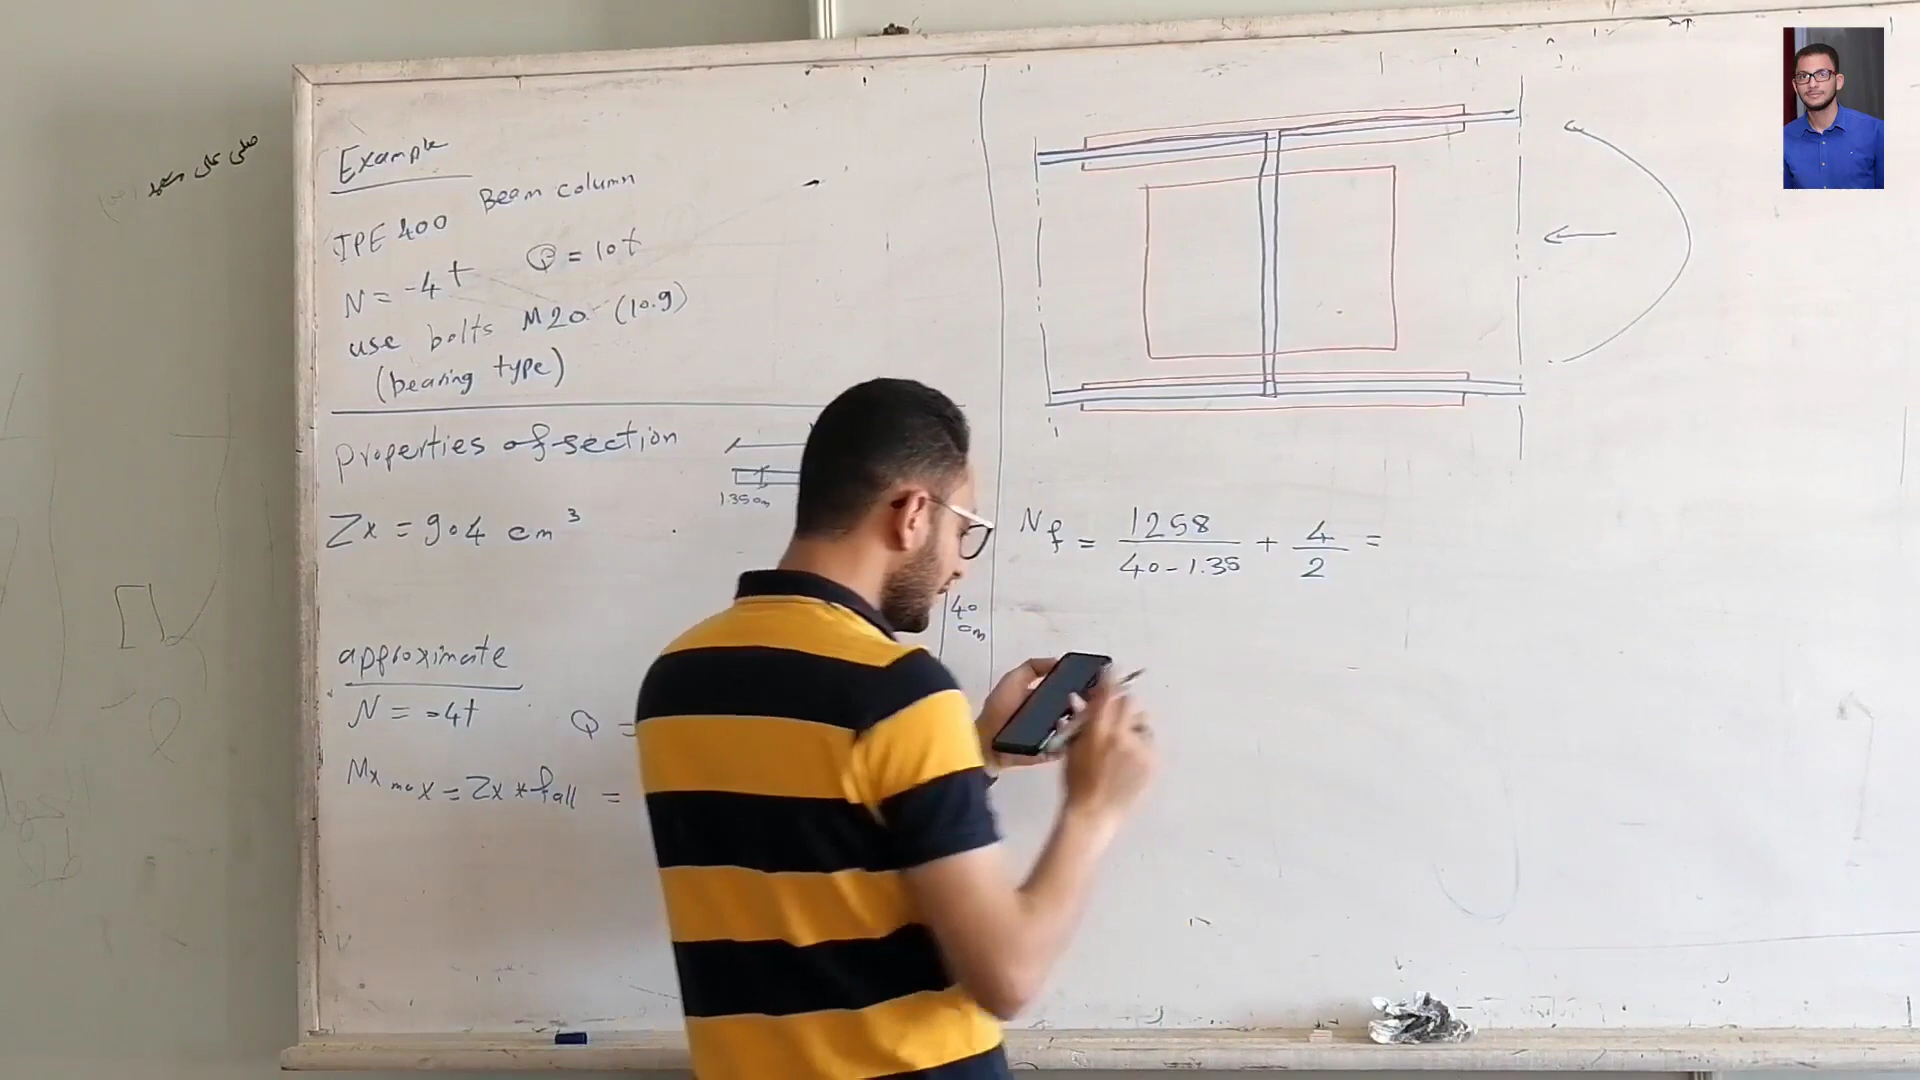 صلى على محمد
Example
IPE 400 Beam column
N = -4t Q = 10t
use bolts M20 (10.9)
(bearing type)
properties of section
1.35 cm
Zx = 904 cm³
40
cm
approximate
N = -4t Q =
Mx max = Zx * fall =
Nf = 1258 / 40 - 1.35 + 4 / 2 =